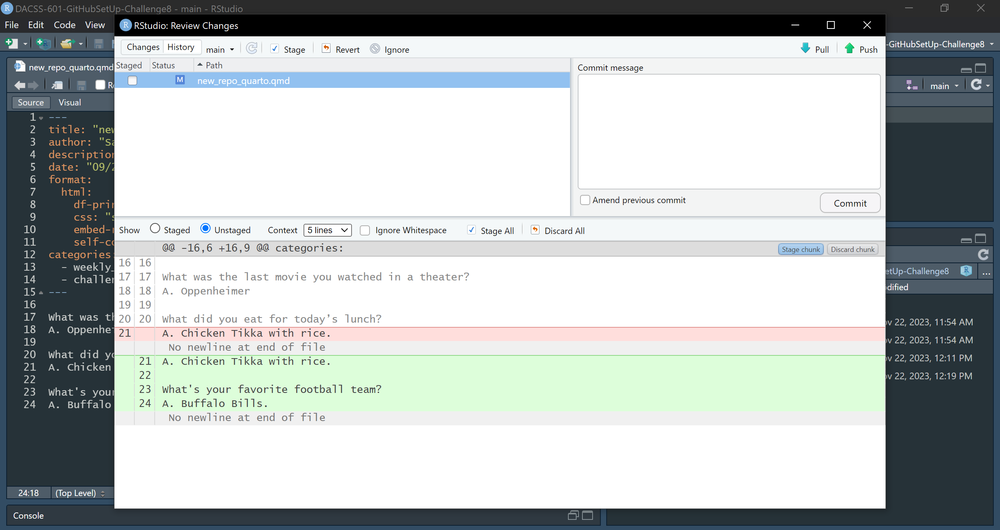 DACSS-601-GitHubSetUp-Challenge8 - main - RStudio
File Edit Code View
RStudio: Review Changes
Changes History main Stage Revert Ignore Pull Push
-GitHubSetUp-Challenge8
new_repo_quarto.qmd
Staged Status Path
M new_repo_quarto.qmd
Commit message
main
Source Visual
Amend previous commit
Commit
1 ---
2 title: "new
3 author: "Sa
4 description
5 date: "09/2
6 format:
7 html:
8 df-prin
9 css: "s
10 embed-r
11 self-co
12 categories:
13 - weekly_
14 - challen
15 ---
16
17 What was th
18 A. Oppenhei
19
20 What did yo
21 A. Chicken
22
23 What's your
24 A. Buffalo
Show Staged Unstaged Context 5 lines Ignore Whitespace Stage All Discard All
@@ -16,6 +16,9 @@ categories:
Stage chunk Discard chunk
16 16
17 17 What was the last movie you watched in a theater?
18 18 A. Oppenheimer
19 19
20 20 What did you eat for today’s lunch?
21 A. Chicken Tikka with rice.
No newline at end of file
21 A. Chicken Tikka with rice.
22
23 What's your favorite football team?
24 A. Buffalo Bills.
No newline at end of file
etUp-Challenge8 ...
dified
ov 22, 2023, 11:54 AM
ov 22, 2023, 11:54 AM
ov 22, 2023, 12:11 PM
ov 22, 2023, 12:19 PM
24:18 (Top Level)
Console